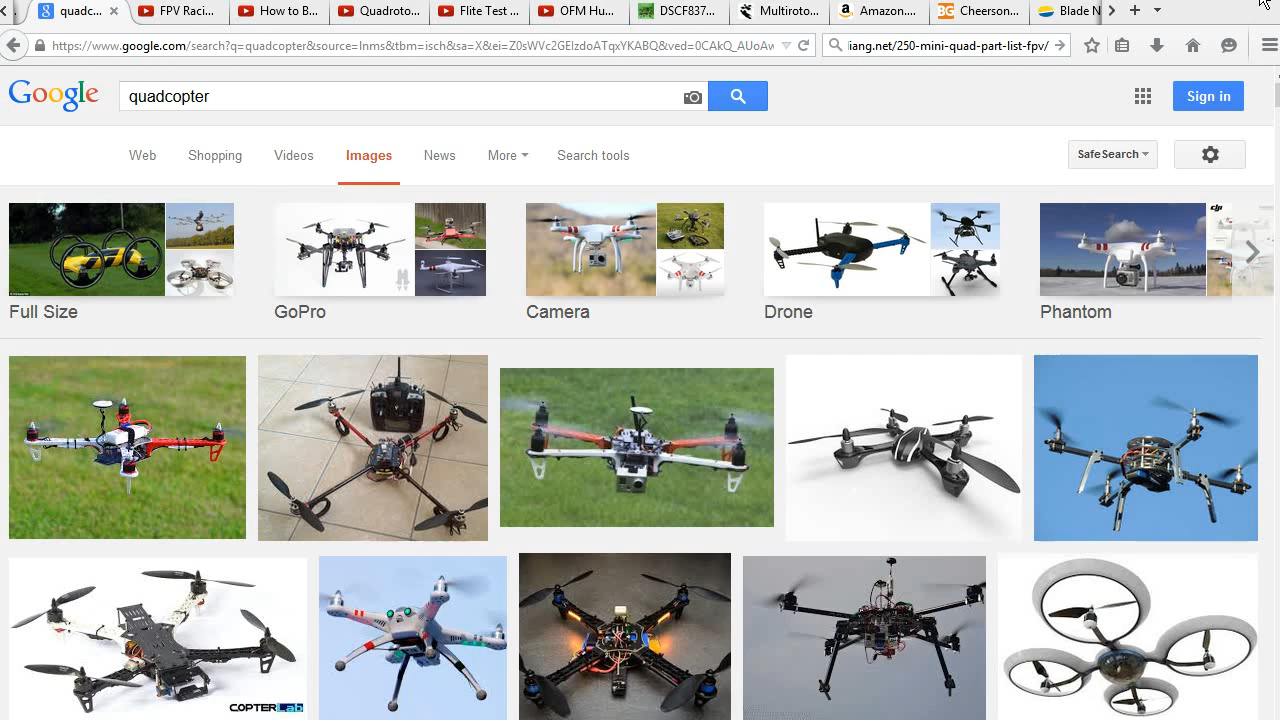 quadc...
FPV Raci...
How to B...
Quadroto...
Flite Test ...
OFM Hu...
DSCF837...
Multiroto...
Amazon....
Cheerson...
Blade N
https://www.google.com/search?q=quadcopter&source=lnms&tbm=isch&sa=X&ei=Z0sWVc2GEIzdoATqxYKABQ&ved=0CAkQ_AUoAw
iang.net/250-mini-quad-part-list-fpv/
Google
quadcopter
Sign in
Web Shopping Videos Images News More Search tools
SafeSearch
Full Size GoPro Camera Drone Phantom
COPTERLab